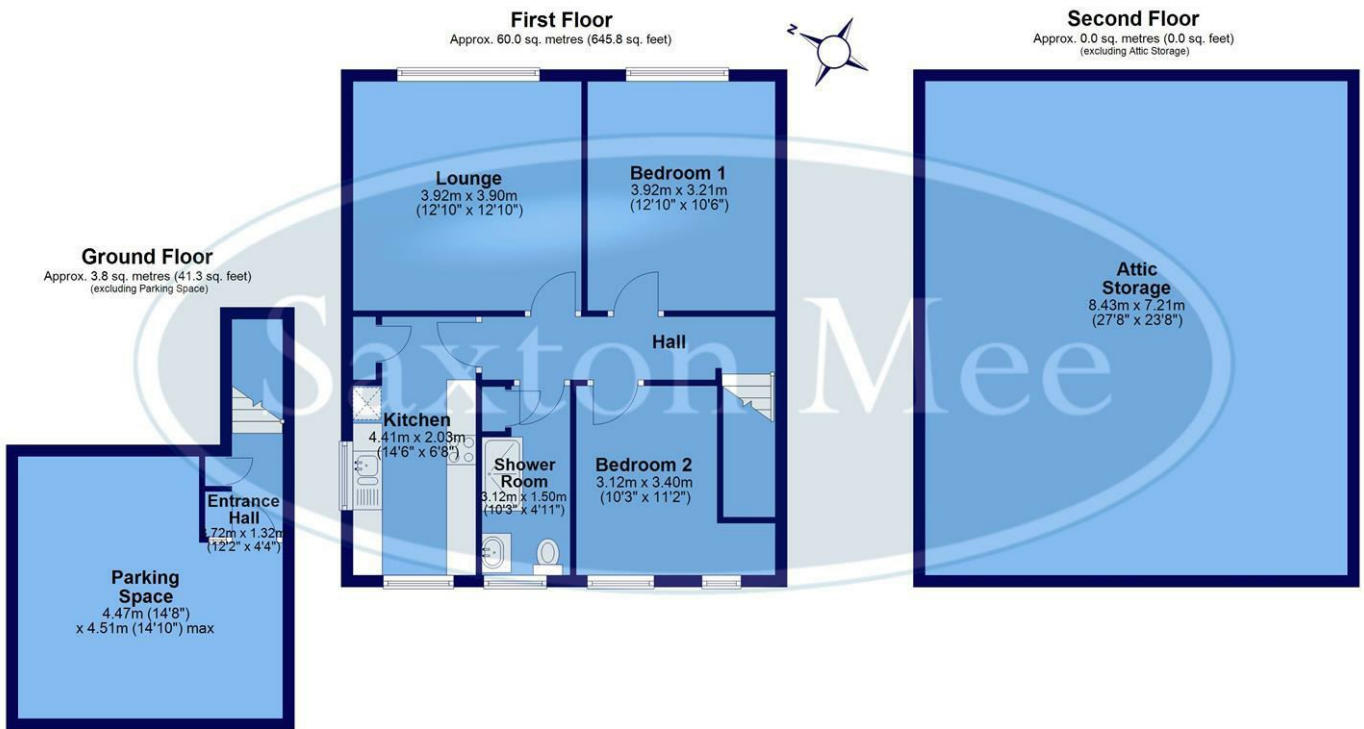 First Floor
Approx. 60.0 sq. metres (645.8 sq. feet)
Second Floor
Approx. 0.0 sq. metres (0.0 sq. feet)
(excluding Attic Storage)
N
Lounge
3.92m x 3.90m
(12'10" x 12'10")
Bedroom 1
3.92m x 3.21m
(12'10" x 10'6")
Ground Floor
Approx. 3.8 sq. metres (41.3 sq. feet)
(excluding Parking Space)
Attic
Storage
8.43m x 7.21m
(27'8" x 23'8")
Hall
Saxton Mee
Kitchen
4.41m x 2.03m
(14'6" x 6'8")
Shower
Room
3.12m x 1.50m
(10'3" x 4'11")
Bedroom 2
3.12m x 3.40m
(10'3" x 11'2")
Entrance
Hall
3.72m x 1.32m
(12'2" x 4'4")
Parking
Space
4.47m (14'8")
x 4.51m (14'10") max